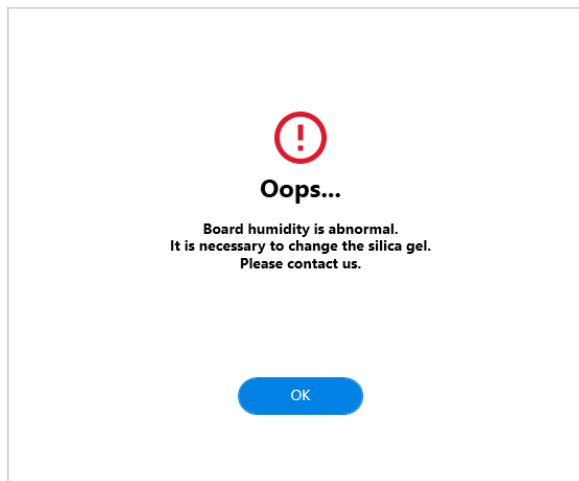 Oops...
Board humidity is abnormal.
It is necessary to change the silica gel.
Please contact us.
OK